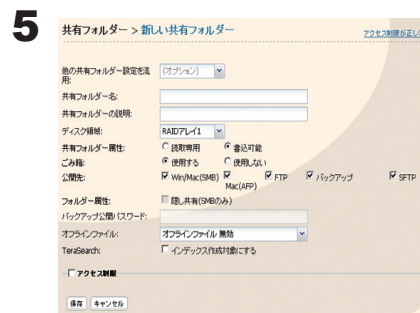 5
共有フォルダー > 新しい共有フォルダー
アクセス制限が正し
他の共有フォルダー設定を流用: (オプション)
共有フォルダー名:
共有フォルダーの説明:
ディスク領域: RAIDアレイ1
共有フォルダー属性: 読取専用 書込可能
ごみ箱: 使用する 使用しない
公開先: Win/Mac(SMB) Mac(AFP) FTP バックアップ SFTP
フォルダー属性: 隠し共有(SMBのみ)
バックアップ公開パスワード:
オフラインファイル: オフラインファイル 無効
TeraSearch: インデックス作成対象にする
アクセス制限
保存 キャンセル